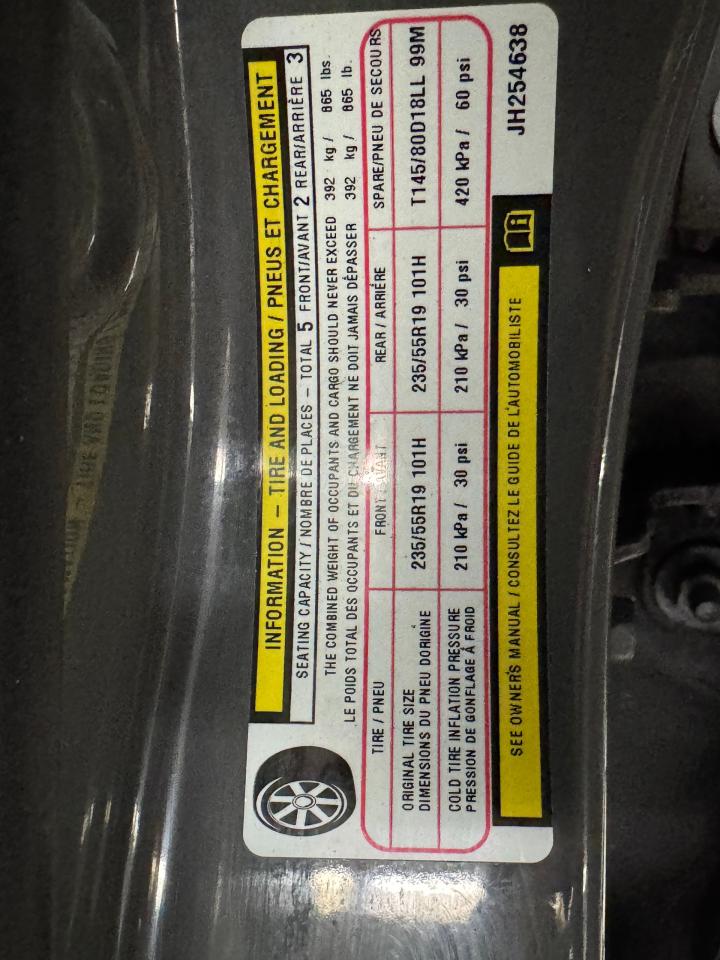 INFORMATION – TIRE AND LOADING / PNEUS ET CHARGEMENT
SEATING CAPACITY / NOMBRE DE PLACES – TOTAL 5 FRONT/AVANT 2 REAR/ARRIÈRE 3
THE COMBINED WEIGHT OF OCCUPANTS AND CARGO SHOULD NEVER EXCEED 392 kg / 865 lbs.
LE POIDS TOTAL DES OCCUPANTS ET DU CHARGEMENT NE DOIT JAMAIS DÉPASSER 392 kg / 865 lb.
TIRE / PNEU FRONT / AVANT REAR / ARRIÈRE SPARE/PNEU DE SECOURS
ORIGINAL TIRE SIZE
DIMENSIONS DU PNEU DORIGINE
235/55R19 101H 235/55R19 101H T145/80D18LL 99M
COLD TIRE INFLATION PRESSURE
PRESSION DE GONFLAGE À FROID
210 kPa / 30 psi 210 kPa / 30 psi 420 kPa / 60 psi
SEE OWNER'S MANUAL / CONSULTEZ LE GUIDE DE L'AUTOMOBILISTE
JH254638